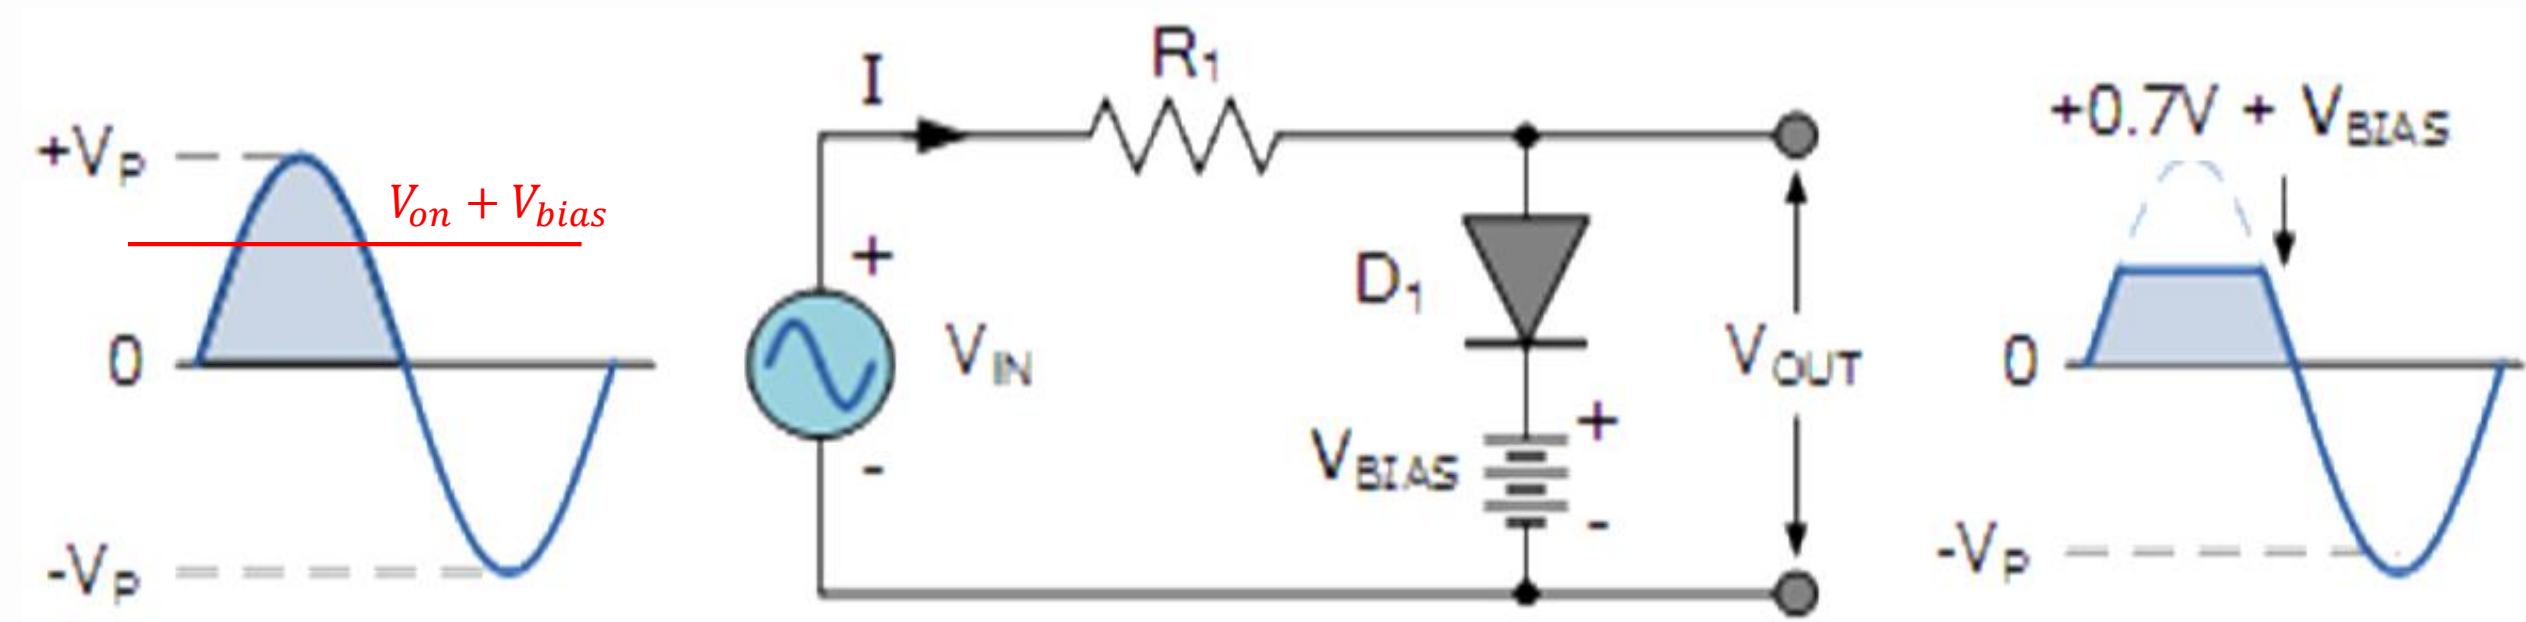 +VP
Von + Vbias
0
-VP
I
R1
+
VIN
-
D1
VBIAS
+
-
VOUT
+0.7V + VBIAS
0
-VP